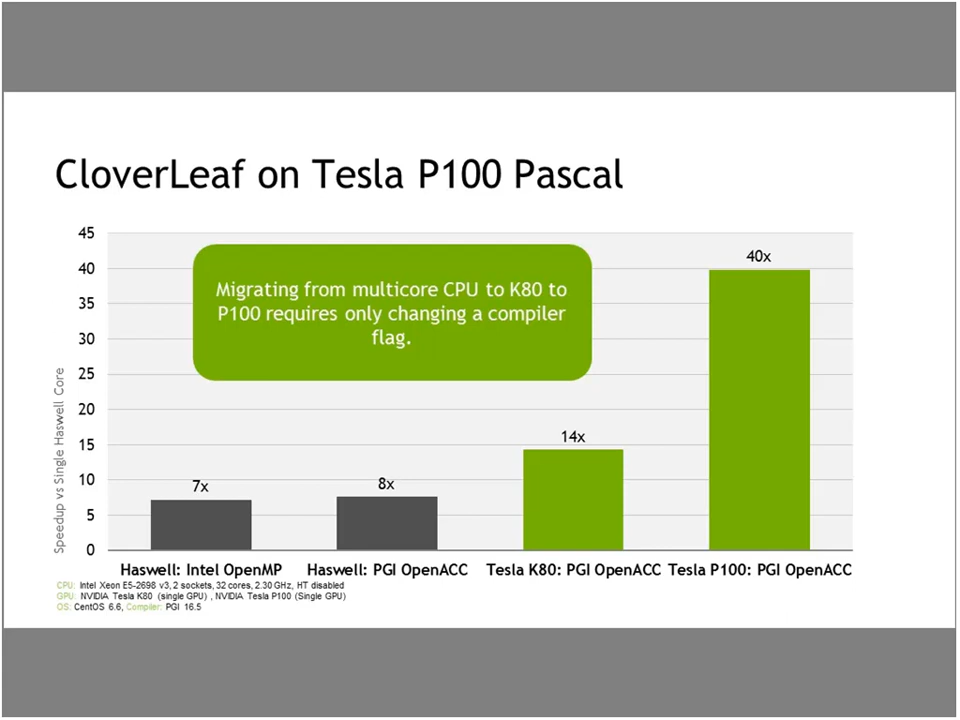 CloverLeaf on Tesla P100 Pascal
Migrating from multicore CPU to K80 to
P100 requires only changing a compiler
flag.
Speedup vs Single Haswell Core
45
40
35
30
25
20
15
10
5
0
7x
8x
14x
40x
Haswell: Intel OpenMP
Haswell: PGI OpenACC
Tesla K80: PGI OpenACC
Tesla P100: PGI OpenACC
CPU: Intel Xeon E5-2698 v3, 2 sockets, 32 cores, 2.30 GHz, HT disabled
GPU: NVIDIA Tesla K80 (single GPU) , NVIDIA Tesla P100 (Single GPU)
OS: CentOS 6.6, Compiler: PGI 16.5